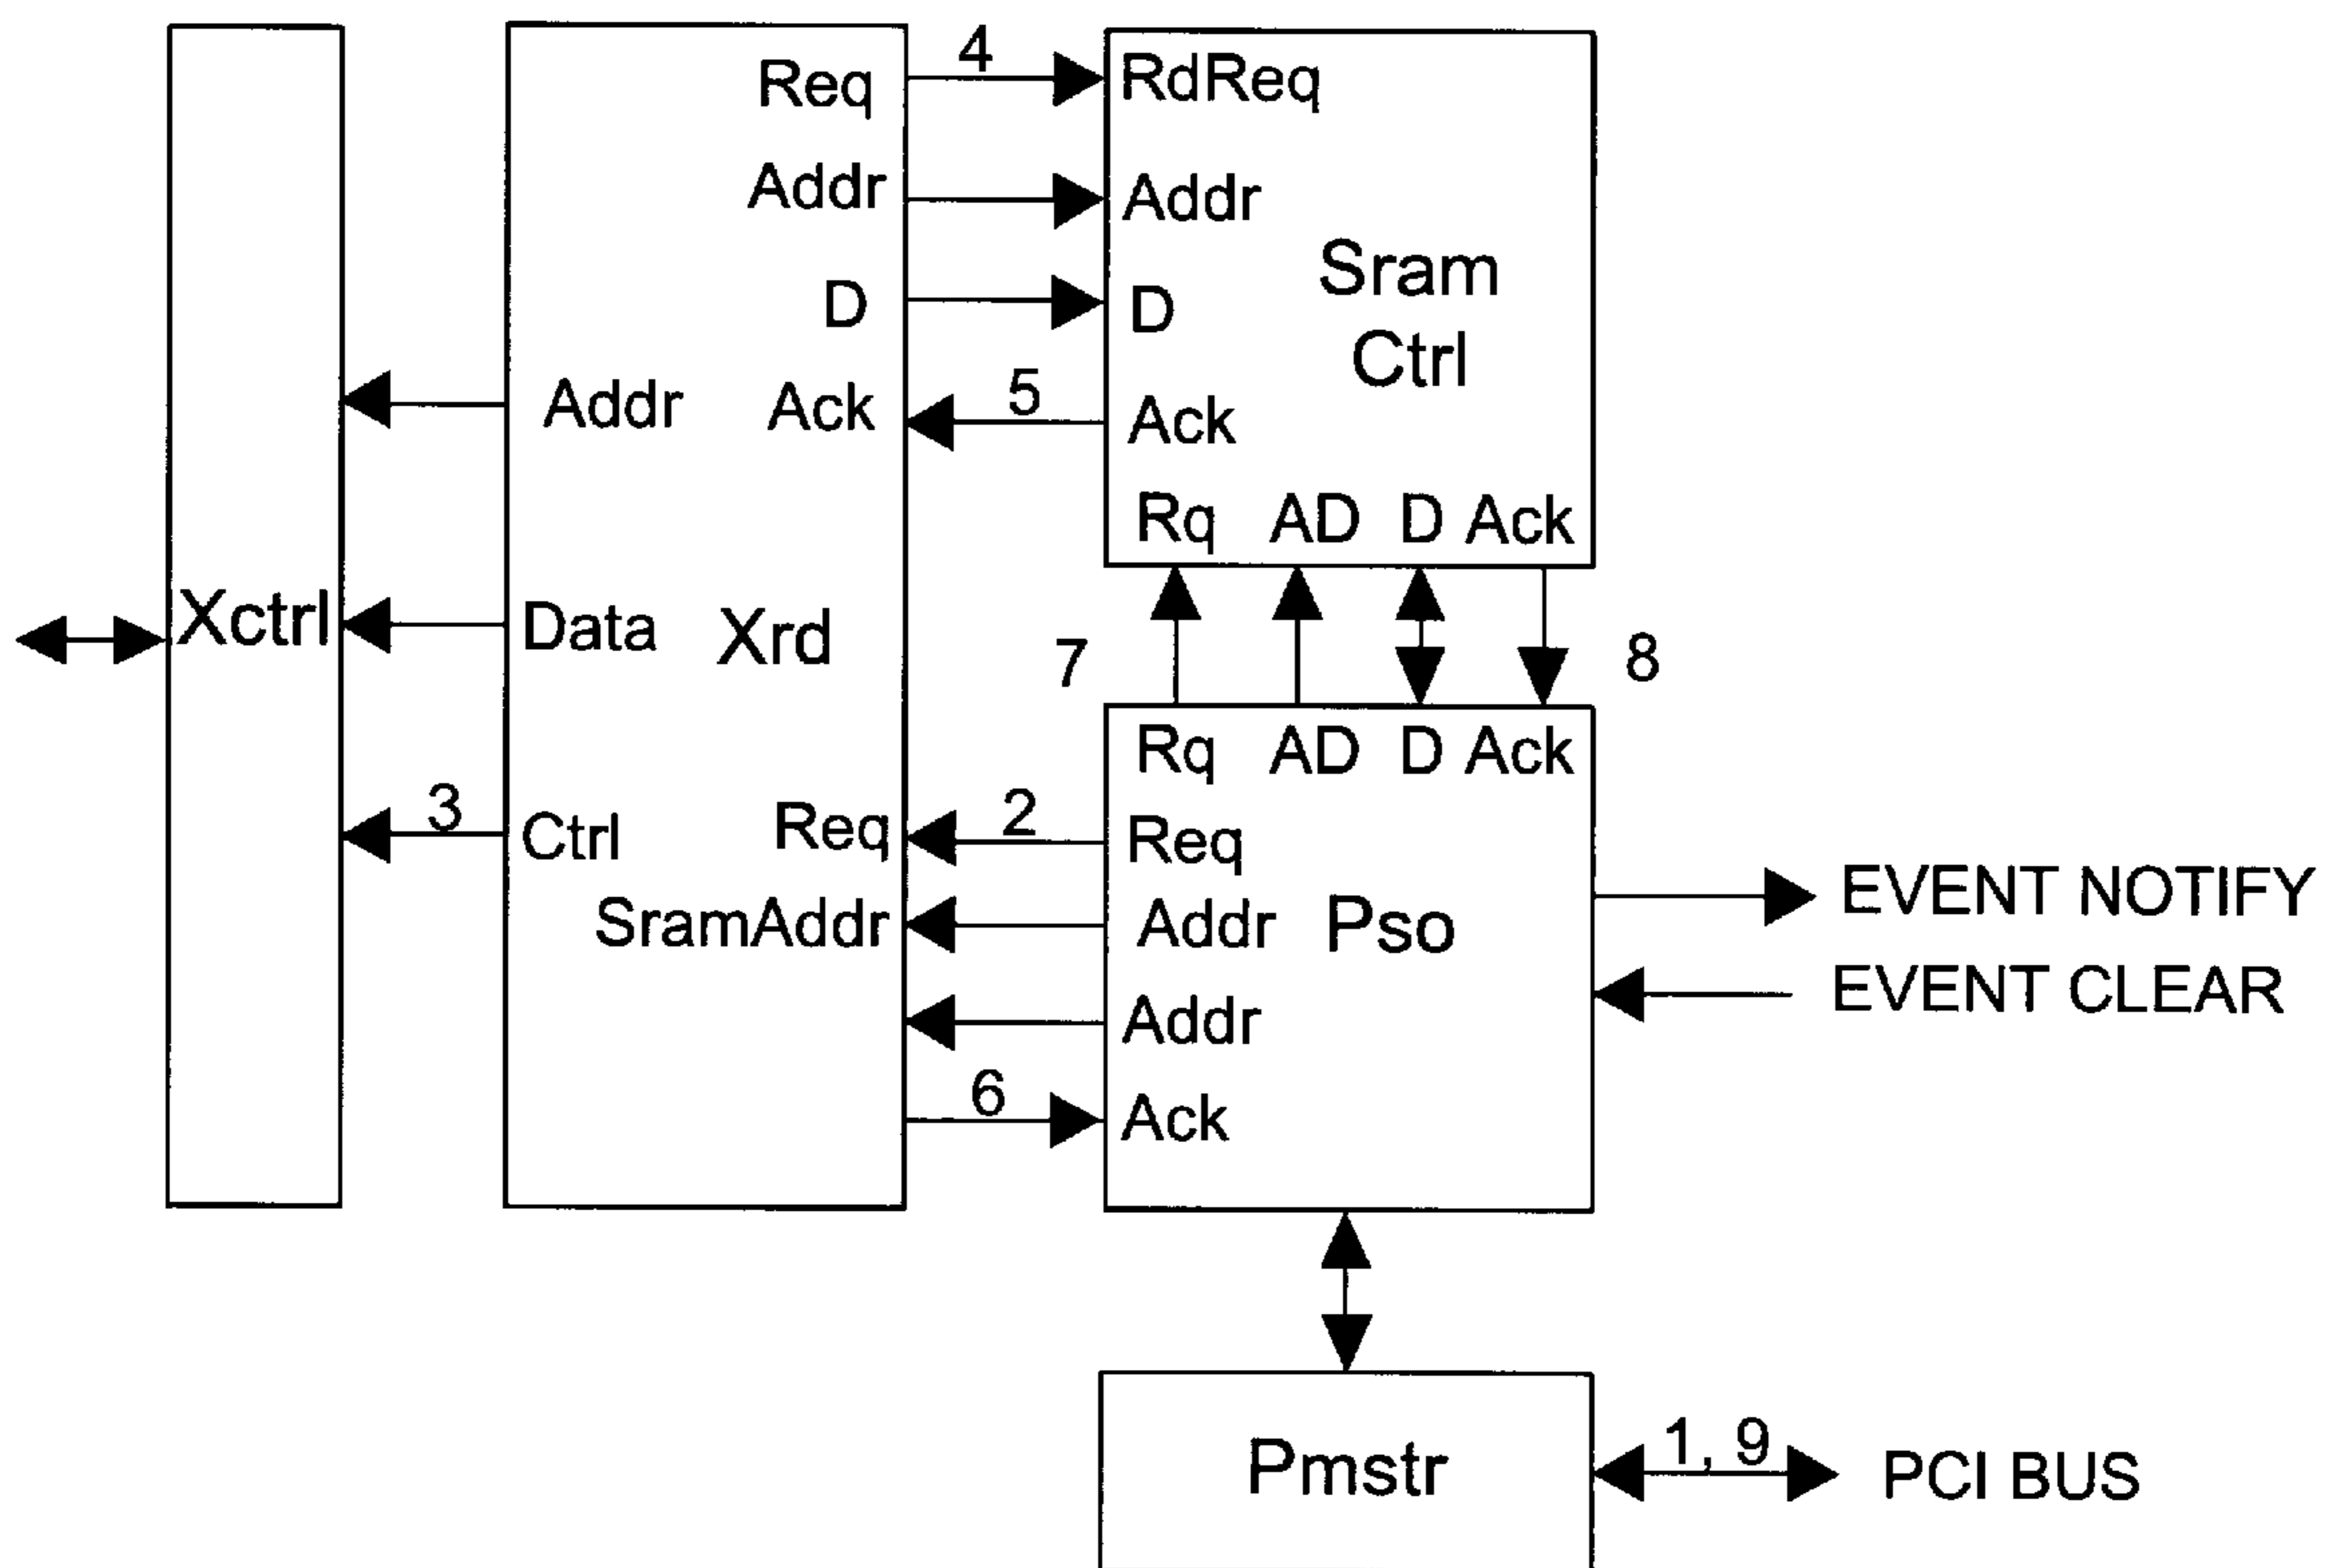 4
Req
RdReq
Addr
Addr
D
D
Sram
Ctrl
Addr
Ack
5
Ack
Rq AD D Ack
Xctrl
Data
Xrd
7
8
Rq AD D Ack
3
Ctrl
Req
2
Req
SramAddr
Addr
Pso
EVENT NOTIFY
Addr
EVENT CLEAR
6
Ack
Pmstr
1, 9
PCI BUS